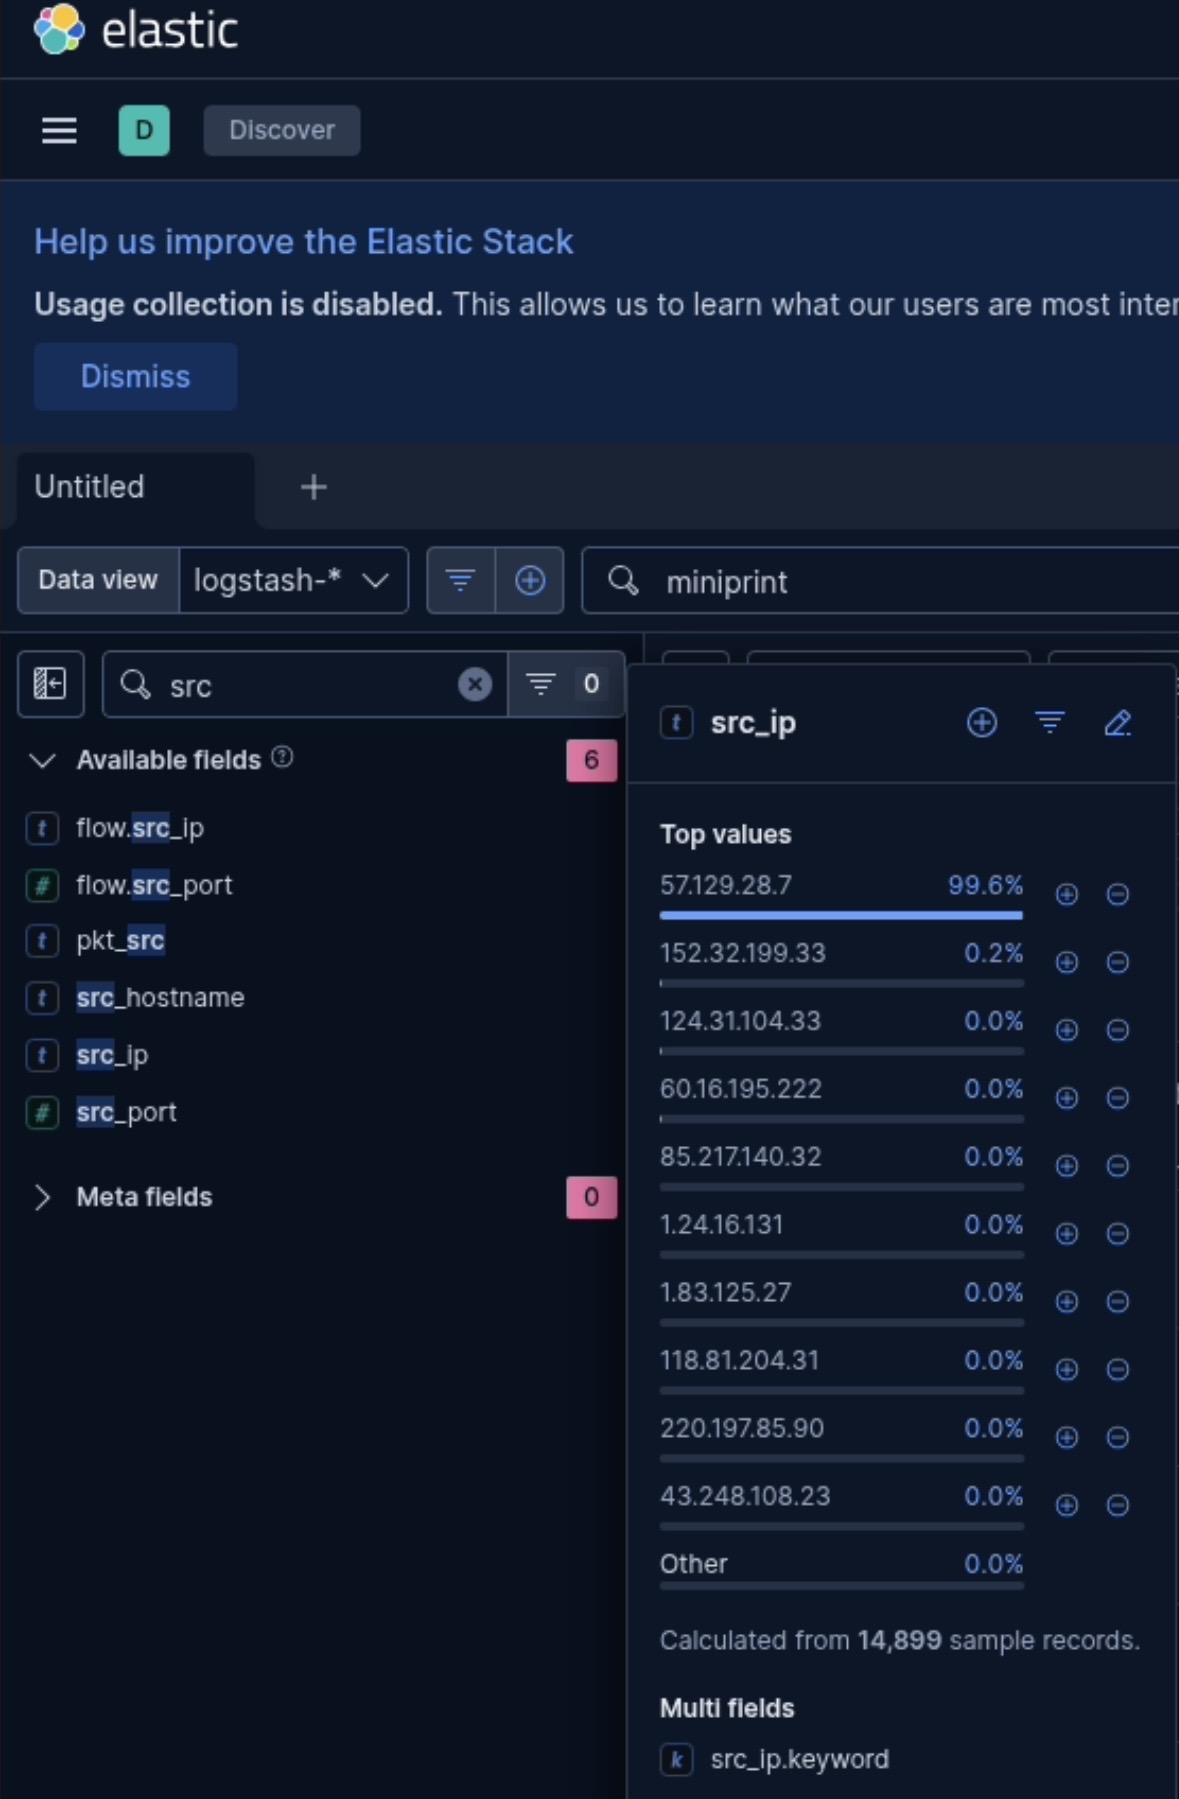 elastic
D Discover
Help us improve the Elastic Stack
Usage collection is disabled. This allows us to learn what our users are most inter
Dismiss
Untitled
Data view logstash-* miniprint
src 0
Available fields 6
flow.src_ip
flow.src_port
pkt_src
src_hostname
src_ip
src_port
Meta fields 0
t src_ip
Top values
57.129.28.7 99.6%
152.32.199.33 0.2%
124.31.104.33 0.0%
60.16.195.222 0.0%
85.217.140.32 0.0%
1.24.16.131 0.0%
1.83.125.27 0.0%
118.81.204.31 0.0%
220.197.85.90 0.0%
43.248.108.23 0.0%
Other 0.0%
Calculated from 14,899 sample records.
Multi fields
k src_ip.keyword